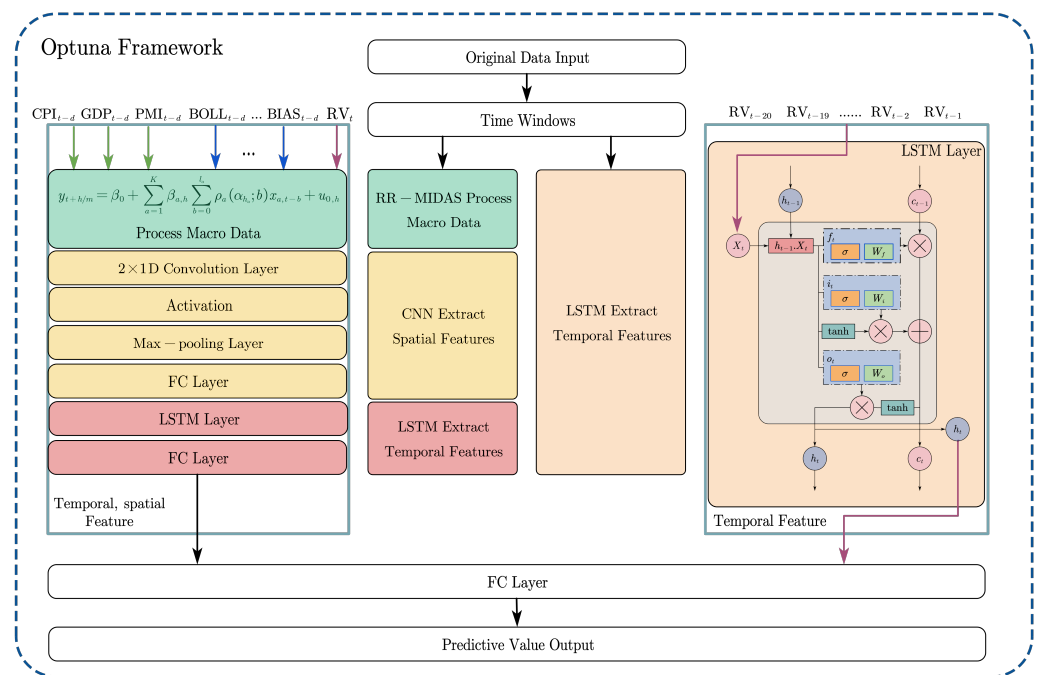 Optuna Framework
Original Data Input
Time Windows
CPI_{t-d} GDP_{t-d} PMI_{t-d} BOLL_{t-d} ... BIAS_{t-d} RV_t
...
y_{t+h/m} = β_0 + \sum_{a=1}^{K} β_{a,h} \sum_{b=0}^{l_a} ρ_a(α_{h_a}; b) x_{a,t-b} + u_{0,h}
Process Macro Data
2×1D Convolution Layer
Activation
Max-pooling Layer
FC Layer
LSTM Layer
FC Layer
Temporal, spatial
Feature
RR-MIDAS Process
Macro Data
CNN Extract
Spatial Features
LSTM Extract
Temporal Features
LSTM Extract
Temporal Features
RV_{t-20} RV_{t-19} ...... RV_{t-2} RV_{t-1}
LSTM Layer
h_{t-1} c_{t-1}
X_t
h_{t-1}.X_t
f_t
σ W_f
×
i_t
σ W_i
tanh × +
o_t
σ W_o
× tanh
h_t
h_t c_t
Temporal Feature
FC Layer
Predictive Value Output